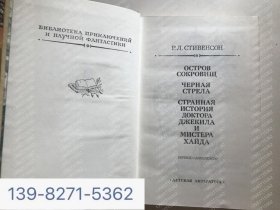 БИБЛИОТЕКА ПРИКЛЮЧЕНИЙ
И НАУЧНОЙ ФАНТАСТИКИ
Р.Л. СТИВЕНСОН
ОСТРОВ
СОКРОВИЩ
ЧЕРНАЯ
СТРЕЛА
СТРАННАЯ
ИСТОРИЯ
ДОКТОРА
ДЖЕКИЛА
И МИСТЕРА
ХАЙДА
«ДЕТСКАЯ ЛИТЕРАТУРА»
139-8271-5362